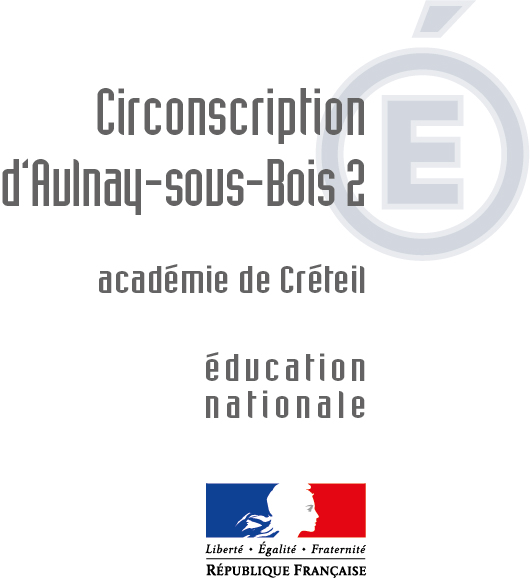 Circonscription
d'Aulnay-sous-Bois 2
É
académie de Créteil
éducation
nationale
Liberté • Égalité • Fraternité
RÉPUBLIQUE FRANÇAISE